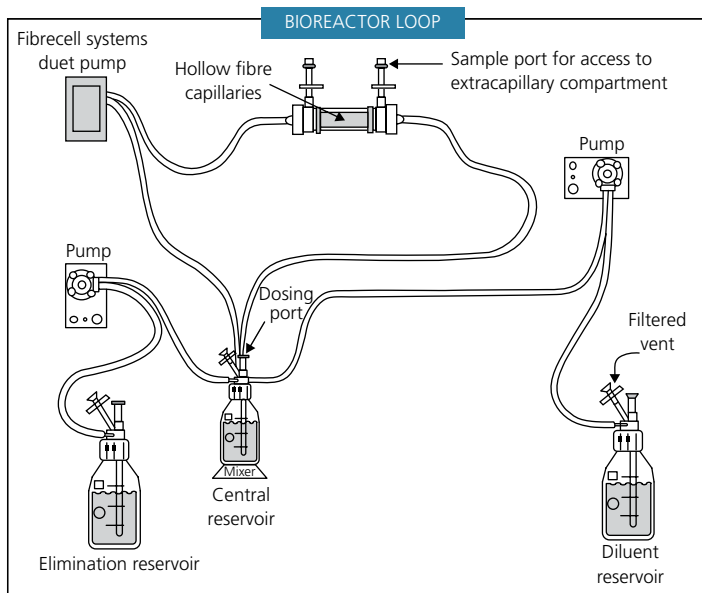 BIOREACTOR LOOP
Fibrecell systems
duet pump
Hollow fibre
capillaries
Sample port for access to
extracapillary compartment
Pump
Pump
Dosing
port
Filtered
vent
Mixer
Central
reservoir
Elimination reservoir
Diluent
reservoir